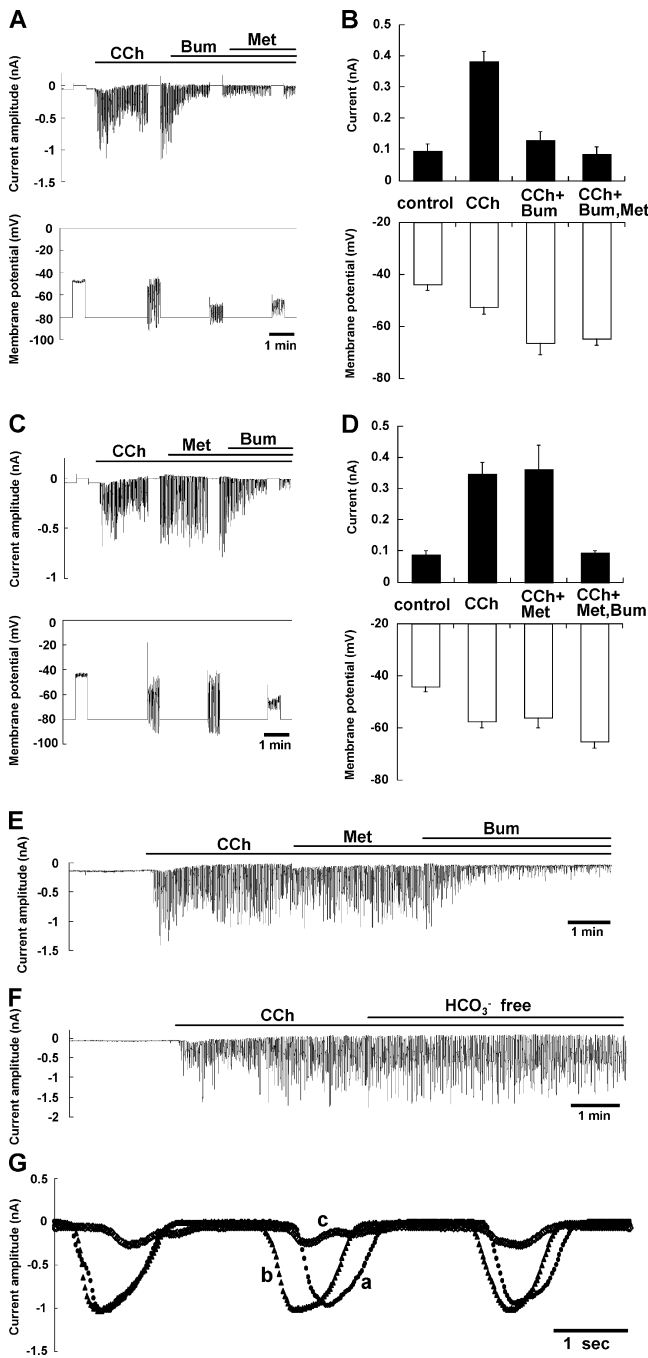 A
CCh Bum Met
Current amplitude (nA)
0
-0.5
-1
-1.5
Membrane potential (mV)
0
-20
-40
-60
-80
-100
1 min
B
Current (nA)
0.5
0.4
0.3
0.2
0.1
0
control CCh CCh+ Bum CCh+ Bum,Met
Membrane potential (mV)
-20
-40
-60
-80
C
CCh Met Bum
Current amplitude (nA)
0
-0.5
-1
Membrane potential (mV)
0
-20
-40
-60
-80
-100
1 min
D
Current (nA)
0.5
0.4
0.3
0.2
0.1
0
control CCh CCh+ Met CCh+ Met,Bum
Membrane potential (mV)
-20
-40
-60
-80
E
CCh Met Bum
Current amplitude (nA)
0
-0.5
-1
-1.5
1 min
F
CCh HCO₃⁻ free
Current amplitude (nA)
0
-0.5
-1
-1.5
-2
1 min
G
Current amplitude (nA)
0.5
0
-0.5
-1
-1.5
c
b
a
1 sec